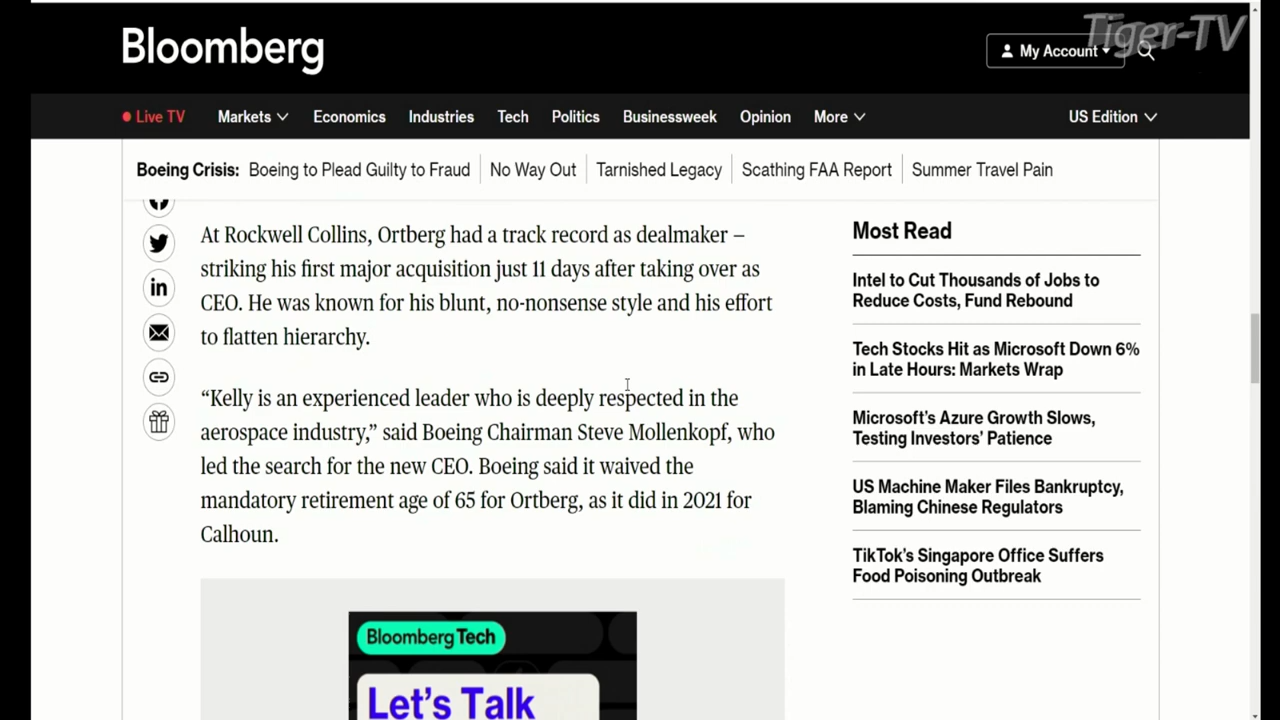 Tiger-TV
Bloomberg
My Account
Live TV Markets Economics Industries Tech Politics Businessweek Opinion More US Edition
Boeing Crisis: Boeing to Plead Guilty to Fraud No Way Out Tarnished Legacy Scathing FAA Report Summer Travel Pain
At Rockwell Collins, Ortberg had a track record as dealmaker –
striking his first major acquisition just 11 days after taking over as
CEO. He was known for his blunt, no-nonsense style and his effort
to flatten hierarchy.
“Kelly is an experienced leader who is deeply respected in the
aerospace industry,” said Boeing Chairman Steve Mollenkopf, who
led the search for the new CEO. Boeing said it waived the
mandatory retirement age of 65 for Ortberg, as it did in 2021 for
Calhoun.
Bloomberg Tech
Let’s Talk
Most Read
Intel to Cut Thousands of Jobs to
Reduce Costs, Fund Rebound
Tech Stocks Hit as Microsoft Down 6%
in Late Hours: Markets Wrap
Microsoft’s Azure Growth Slows,
Testing Investors’ Patience
US Machine Maker Files Bankruptcy,
Blaming Chinese Regulators
TikTok’s Singapore Office Suffers
Food Poisoning Outbreak